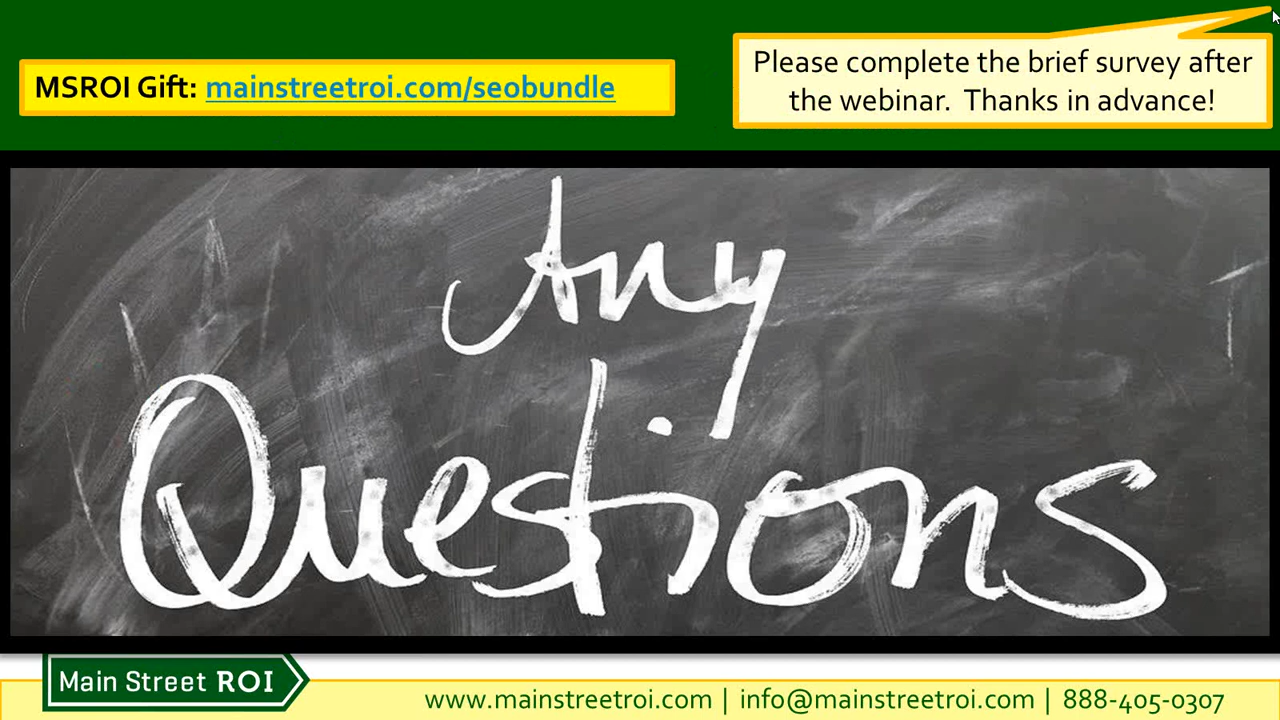 MSROI Gift: mainstreetroi.com/seobundle
Please complete the brief survey after
the webinar. Thanks in advance!
Any
Questions
Main Street ROI
www.mainstreetroi.com | info@mainstreetroi.com | 888-405-0307